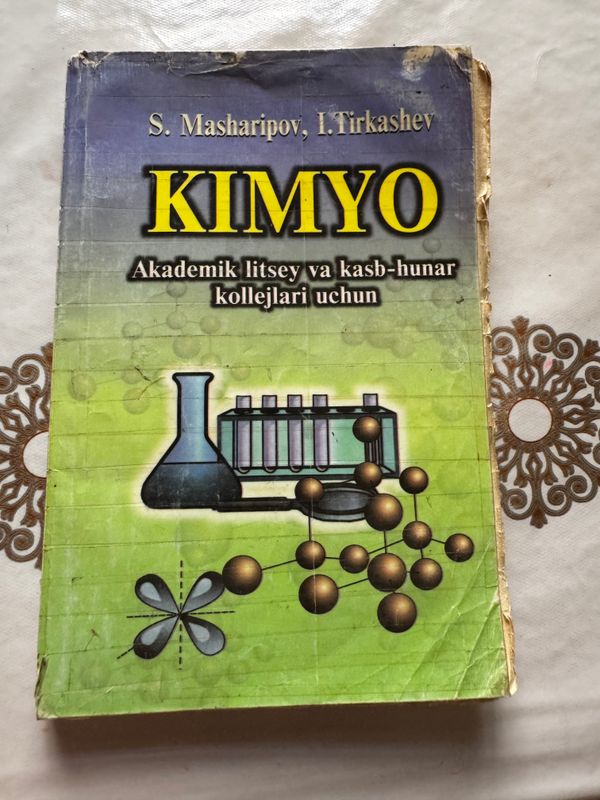 S. Masharipov, I.Tirkashev
KIMYO
Akademik litsey va kasb-hunar
kollejlari uchun